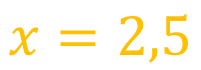 x = 2,5